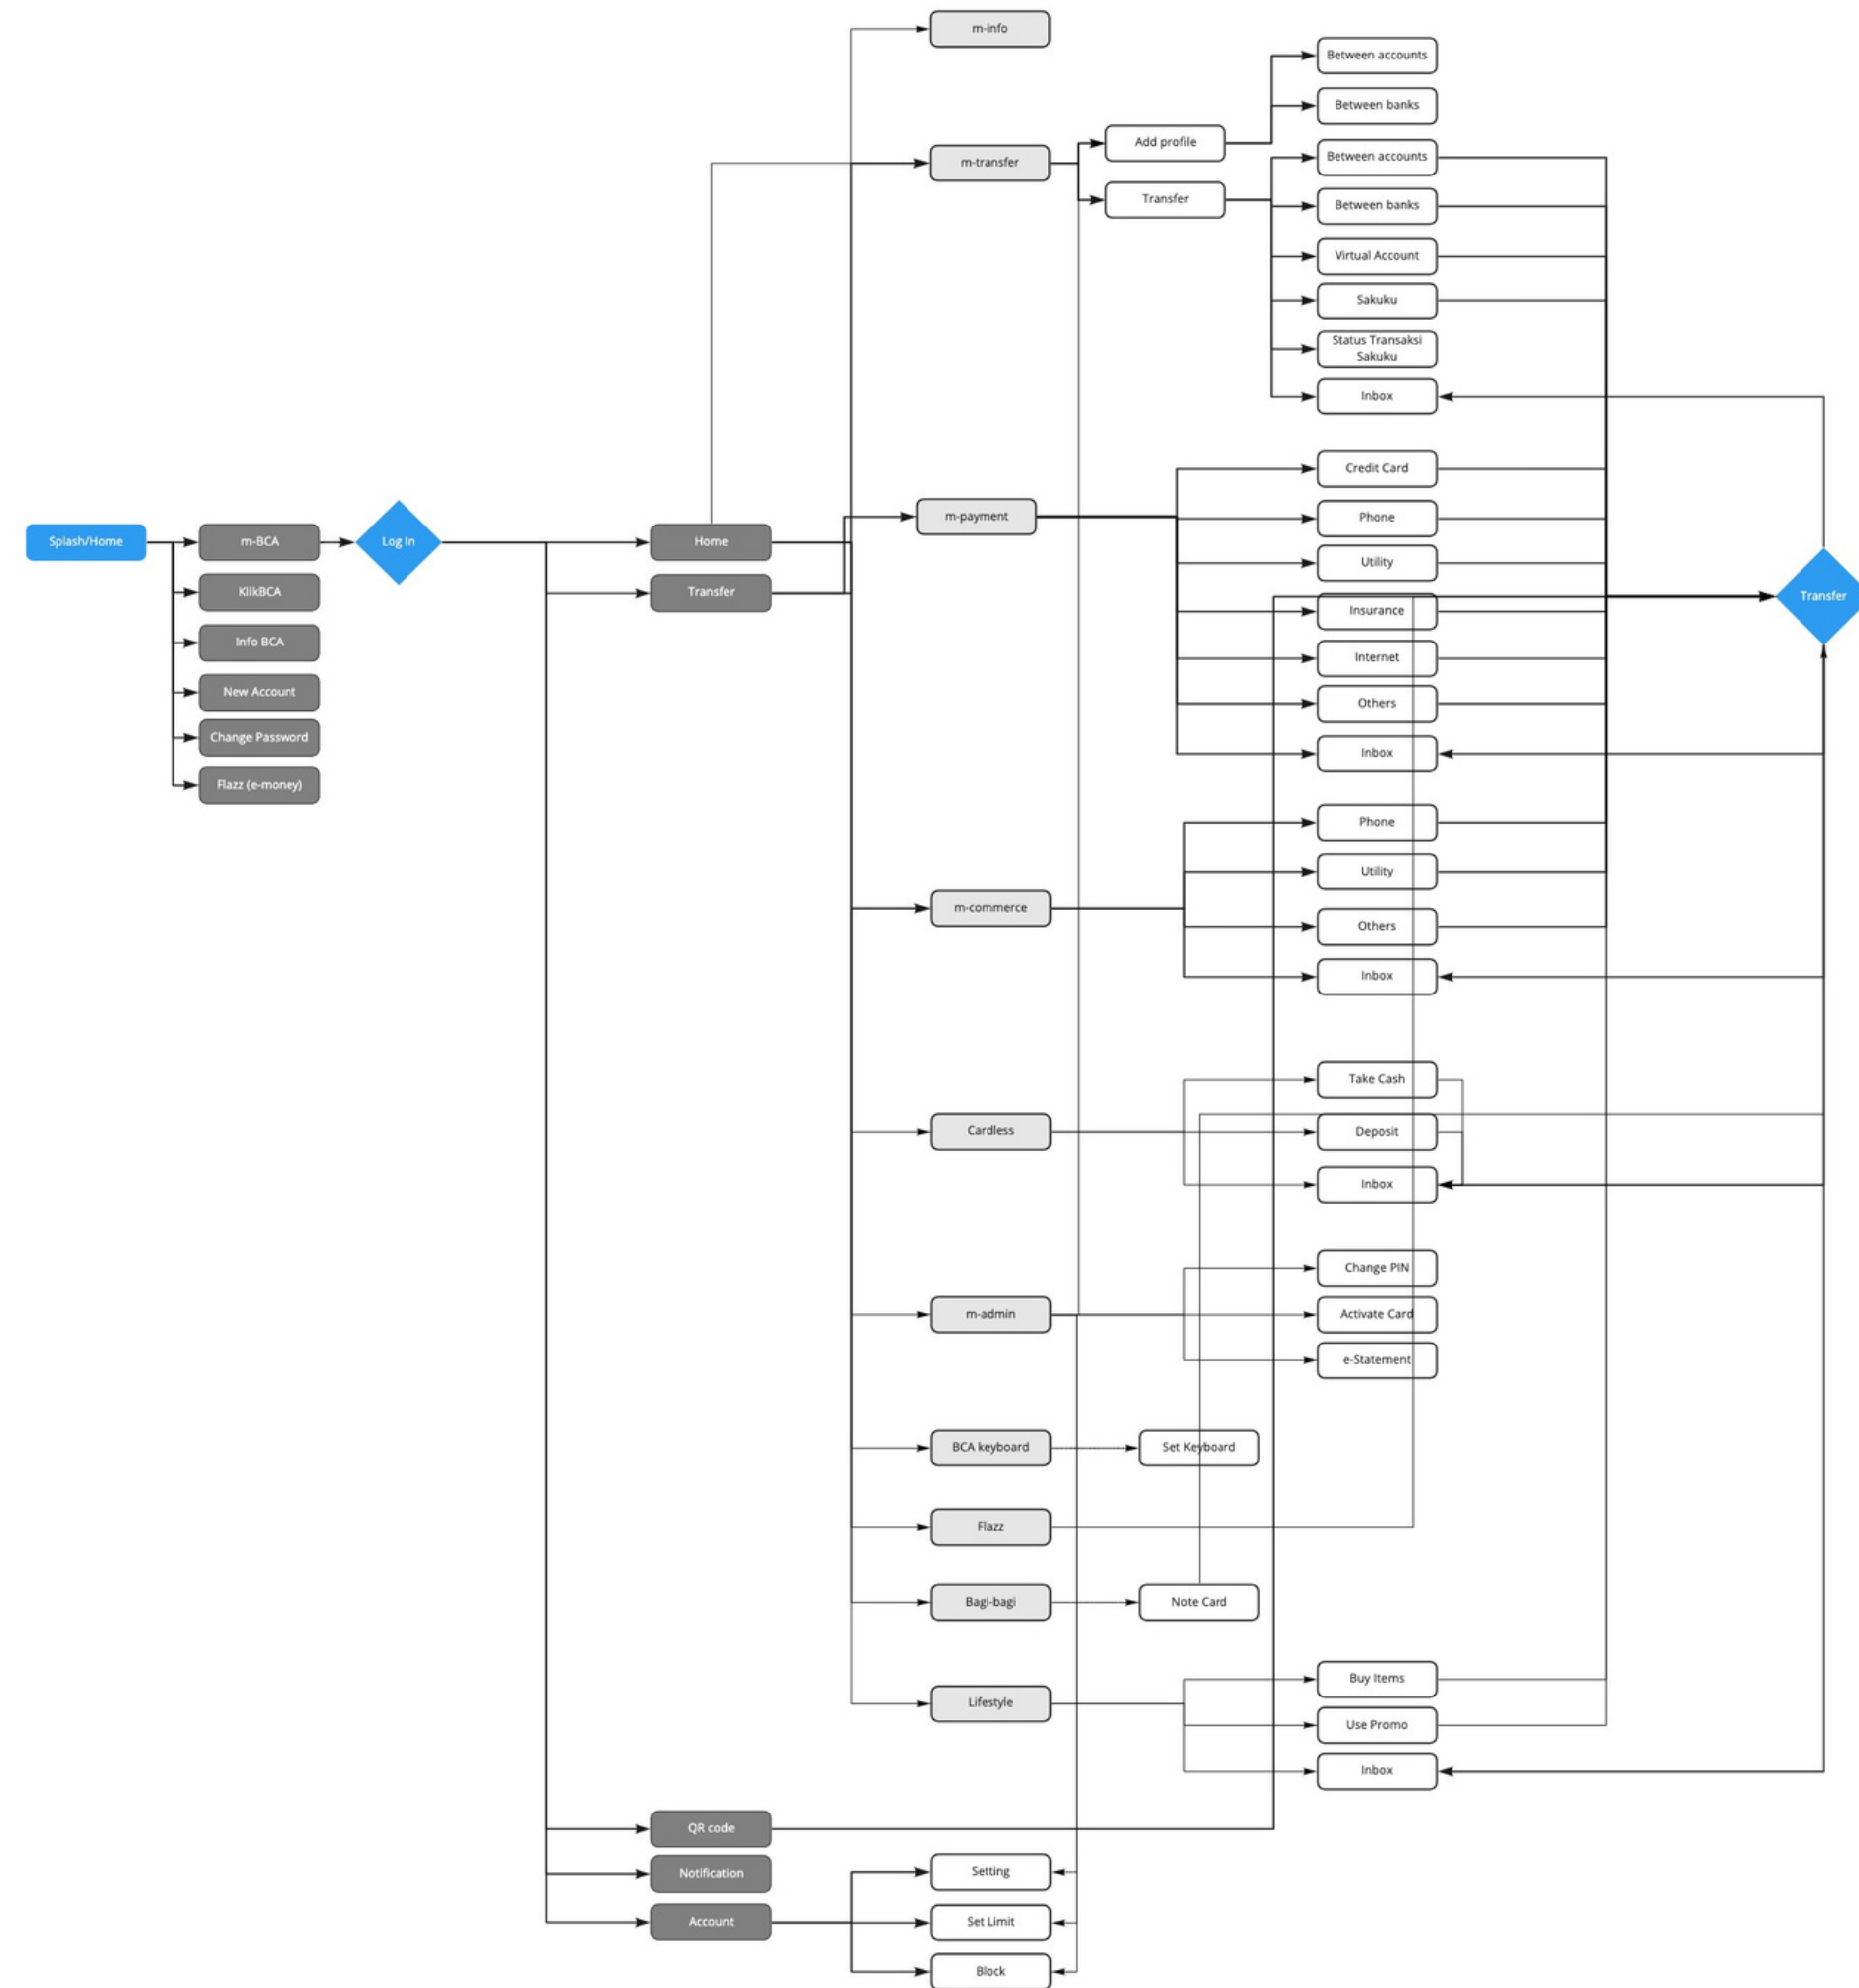 m-info
Between accounts
Between banks
Add profile
m-transfer
Between accounts
Transfer
Between banks
Virtual Account
Sakuku
Status Transaksi
Sakuku
Inbox
Credit Card
m-payment
Phone
Splash/Home
m-BCA
Log In
Home
Utility
KlikBCA
Transfer
Transfer
Insurance
Info BCA
Internet
New Account
Others
Change Password
Inbox
Flazz (e-money)
Phone
Utility
m-commerce
Others
Inbox
Take Cash
Cardless
Deposit
Inbox
Change PIN
m-admin
Activate Card
e-Statement
BCA keyboard
Set Keyboard
Flazz
Bagi-bagi
Note Card
Buy Items
Lifestyle
Use Promo
Inbox
QR code
Notification
Setting
Account
Set Limit
Block